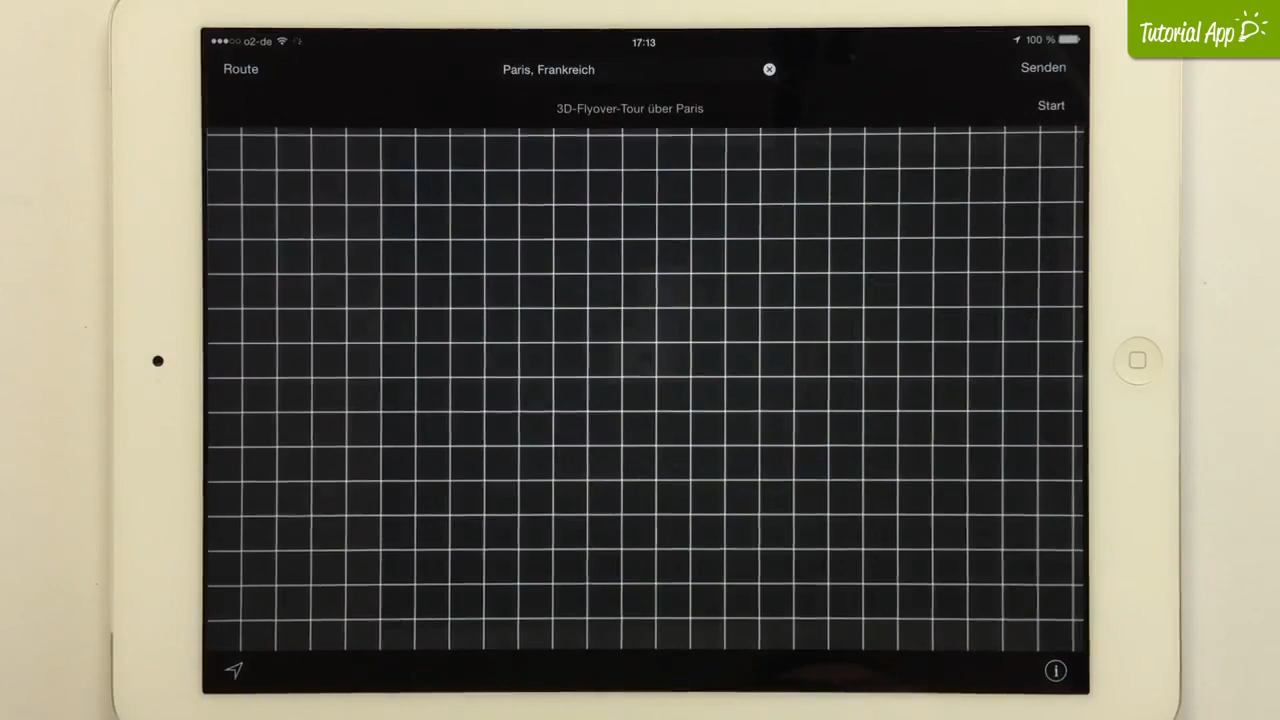 Tutorial App
o2-de
17:13
100 %
Route
Paris, Frankreich
Senden
3D-Flyover-Tour über Paris
Start